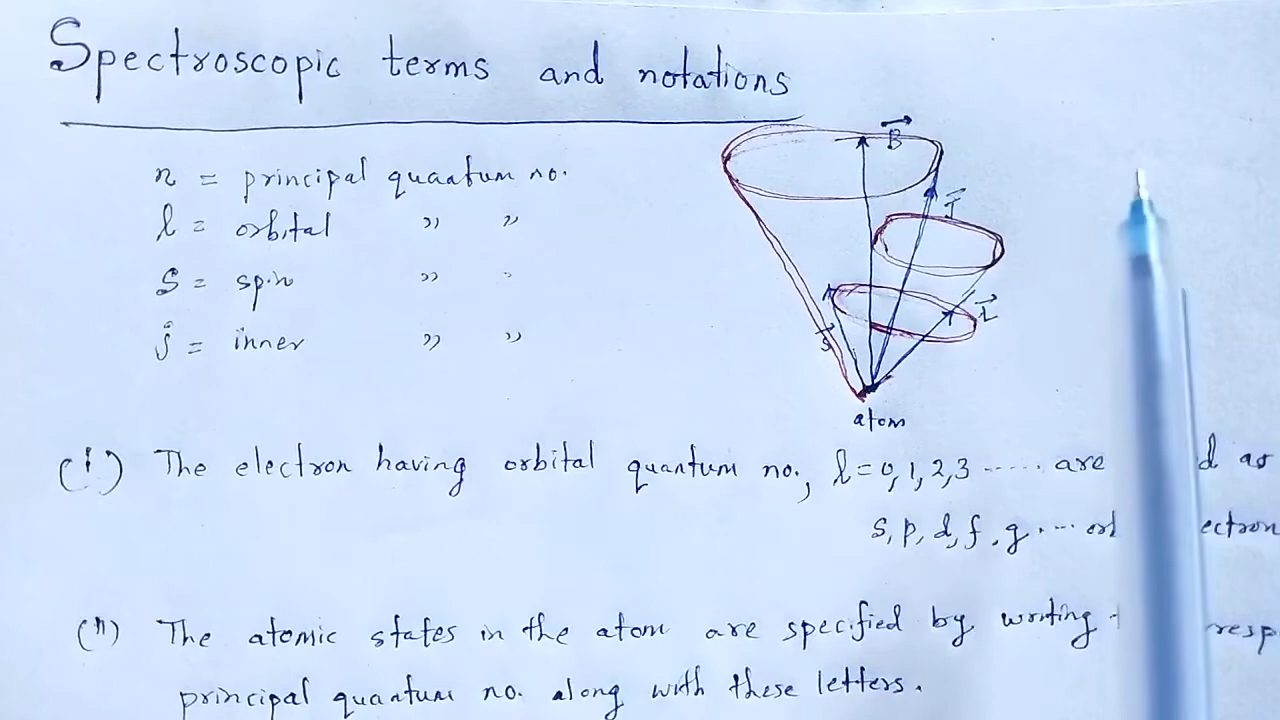 Spectroscopic terms and notations
n = principal quantum no.
l = orbital " "
s = spin " "
j = inner " "
B
J
L
S
atom
(i) The electron having orbital quantum no., l=0,1,2,3 ..... are as
s, p, d, f, g ....
(ii) The atomic states in the atom are specified by writing
principal quantum no. along with these letters.